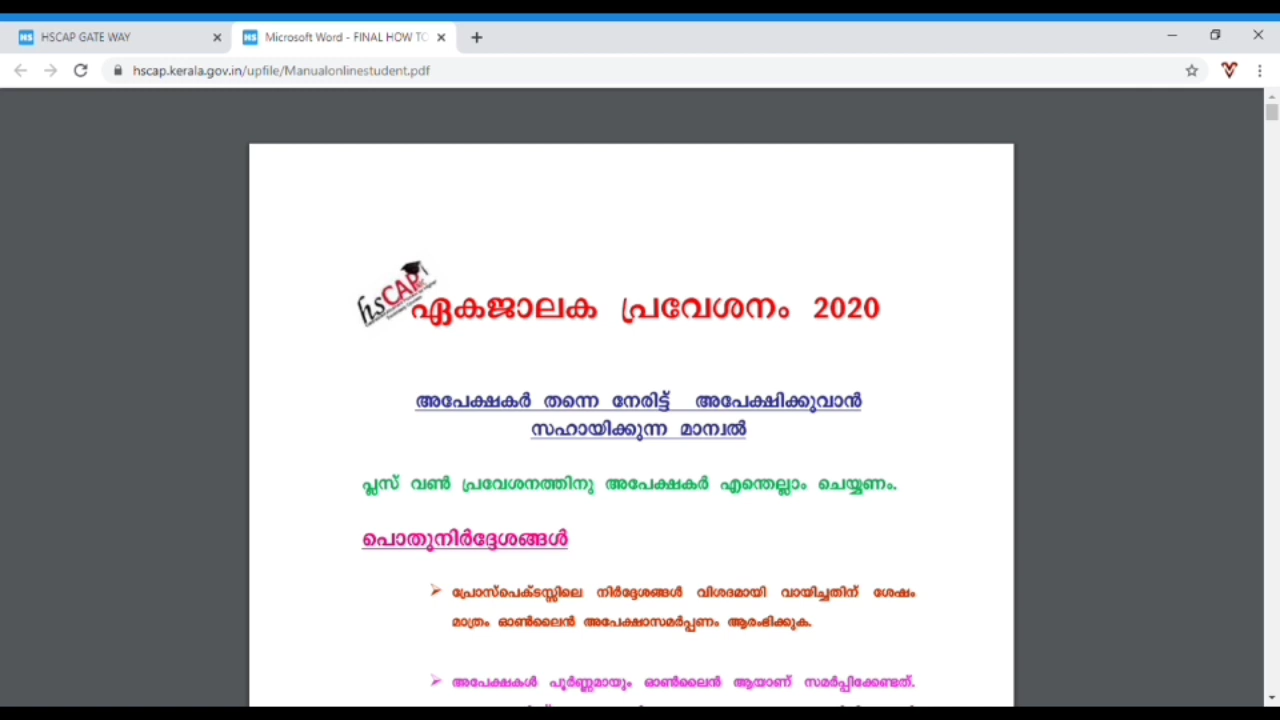 HSCAP GATE WAY
Microsoft Word - FINAL HOW TO
hscap.kerala.gov.in/upfile/Manualonlinestudent.pdf
hsCAP
ഏകജാലക പ്രവേശനം 2020
അപേക്ഷകർ തന്നെ നേരിട്ട് അപേക്ഷിക്കുവാൻ
സഹായിക്കുന്ന മാന്വൽ
പ്ലസ് വൺ പ്രവേശനത്തിനു അപേക്ഷകർ എന്തെല്ലാം ചെയ്യണം.
പൊതുനിർദ്ദേശങ്ങൾ
പ്രോസ്പെക്ടസ്സിലെ നിർദ്ദേശങ്ങൾ വിശദമായി വായിച്ചതിന് ശേഷം
മാത്രം ഓൺലൈൻ അപേക്ഷാസമർപ്പണം ആരംഭിക്കുക.
അപേക്ഷകൾ പൂർണ്ണമായും ഓൺലൈൻ ആയാണ് സമർപ്പിക്കേണ്ടത്.